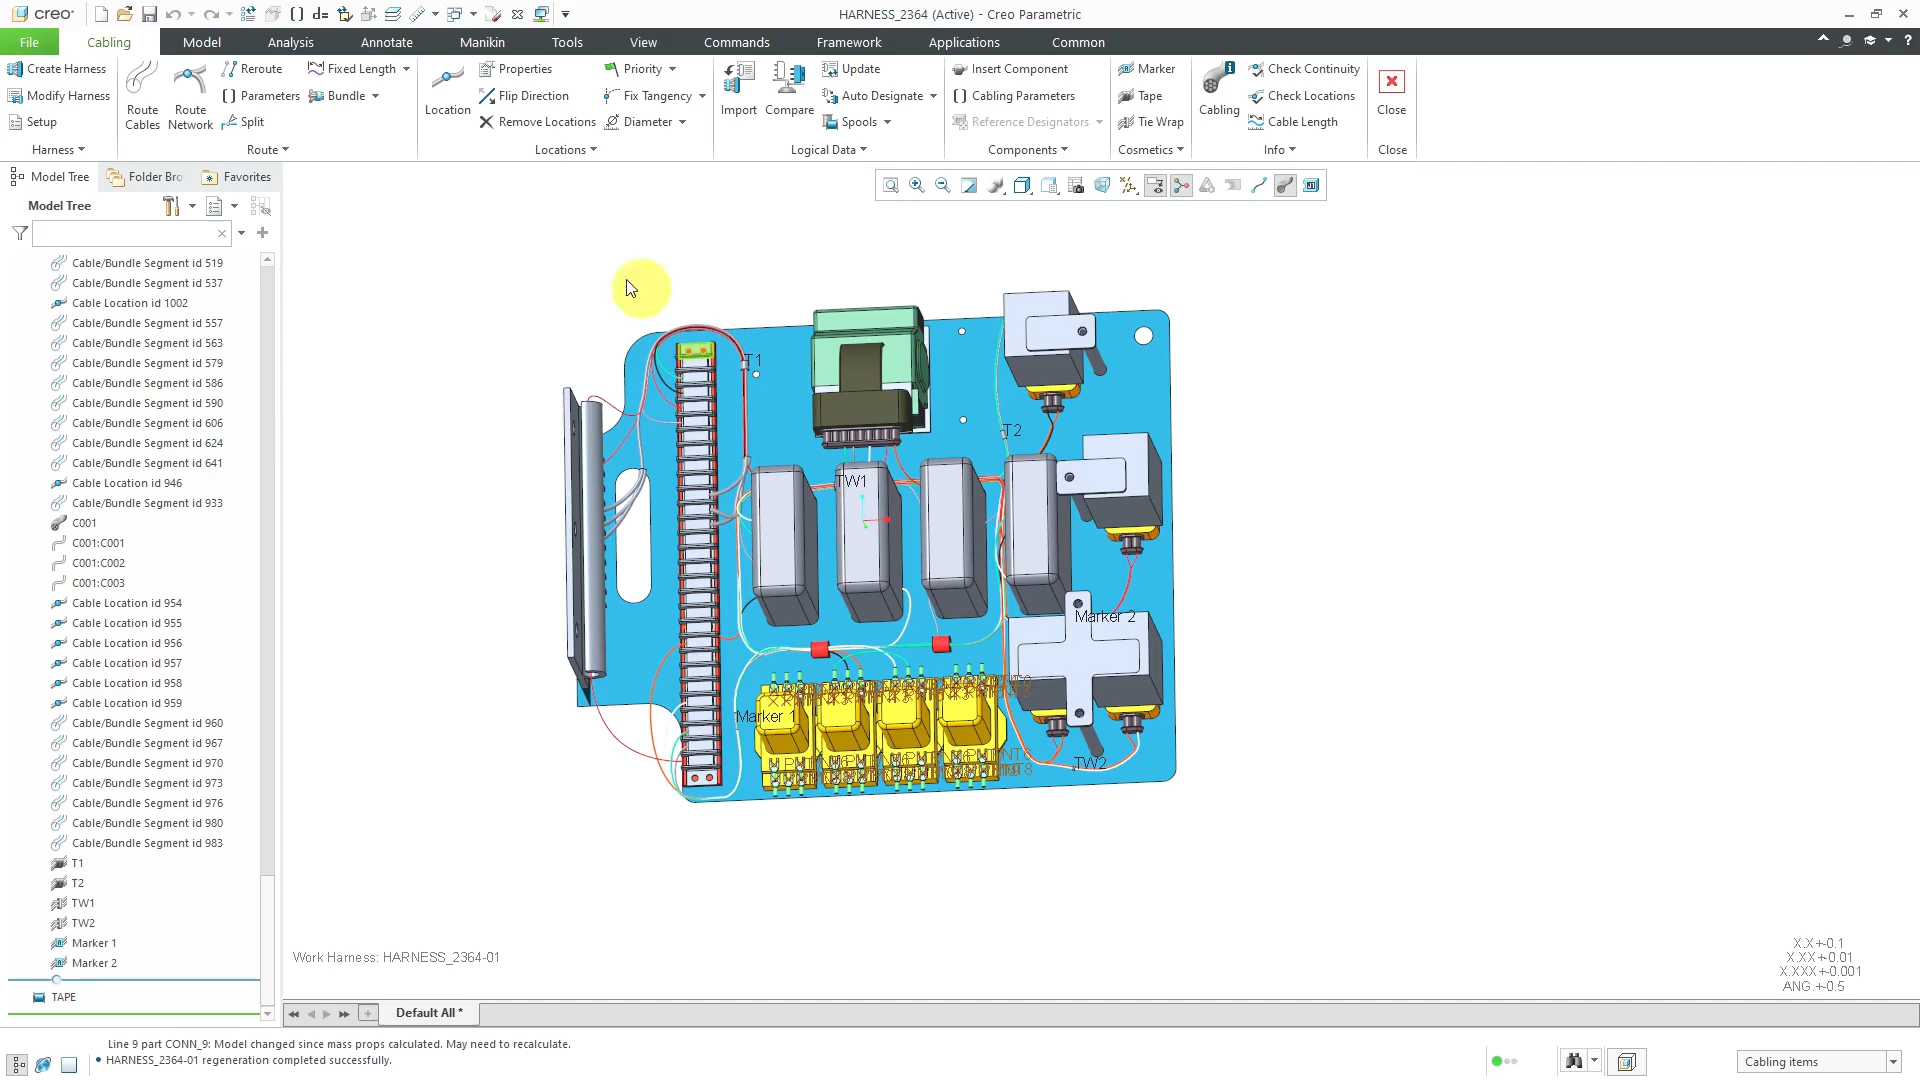 creo
HARNESS_2364 (Active) - Creo Parametric
File
Cabling
Model
Analysis
Annotate
Manikin
Tools
View
Commands
Framework
Applications
Common
Create Harness
Modify Harness
Setup
Harness
Route Cables
Route Network
Reroute
Parameters
Split
Fixed Length
Bundle
Route
Location
Properties
Flip Direction
Remove Locations
Priority
Fix Tangency
Diameter
Locations
Import
Compare
Update
Auto Designate
Spools
Logical Data
Insert Component
Cabling Parameters
Reference Designators
Components
Marker
Tape
Tie Wrap
Cosmetics
Cabling
Check Continuity
Check Locations
Cable Length
Info
Close
Close
Model Tree
Folder Bro
Favorites
Model Tree
Cable/Bundle Segment id 519
Cable/Bundle Segment id 537
Cable Location id 1002
Cable/Bundle Segment id 557
Cable/Bundle Segment id 563
Cable/Bundle Segment id 579
Cable/Bundle Segment id 586
Cable/Bundle Segment id 590
Cable/Bundle Segment id 606
Cable/Bundle Segment id 624
Cable/Bundle Segment id 641
Cable Location id 946
Cable/Bundle Segment id 933
C001
C001:C001
C001:C002
C001:C003
Cable Location id 954
Cable Location id 955
Cable Location id 956
Cable Location id 957
Cable Location id 958
Cable Location id 959
Cable/Bundle Segment id 960
Cable/Bundle Segment id 967
Cable/Bundle Segment id 970
Cable/Bundle Segment id 973
Cable/Bundle Segment id 976
Cable/Bundle Segment id 980
Cable/Bundle Segment id 983
T1
T2
TW1
TW2
Marker 1
Marker 2
TAPE
T1
T2
TW1
Marker 2
Marker 1
TW2
Work Harness: HARNESS_2364-01
X.X+-0.1
X.XX+-0.01
X.XXX+-0.001
ANG.+-0.5
Default All *
Line 9 part CONN_9: Model changed since mass props calculated. May need to recalculate.
• HARNESS_2364-01 regeneration completed successfully.
Cabling items